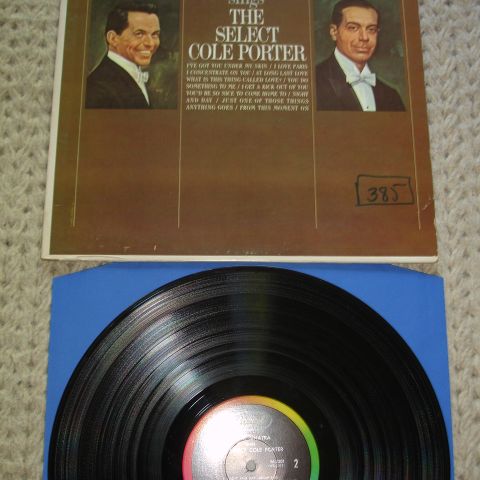 sings
THE
SELECT
COLE PORTER
I'VE GOT YOU UNDER MY SKIN / I LOVE PARIS
I CONCENTRATE ON YOU / AT LONG LAST LOVE
WHAT IS THIS THING CALLED LOVE? / YOU DO
SOMETHING TO ME / I GET A KICK OUT OF YOU
YOU'D BE SO NICE TO COME HOME TO / NIGHT
AND DAY / JUST ONE OF THOSE THINGS
ANYTHING GOES / FROM THIS MOMENT ON
385
COLE PORTER
2